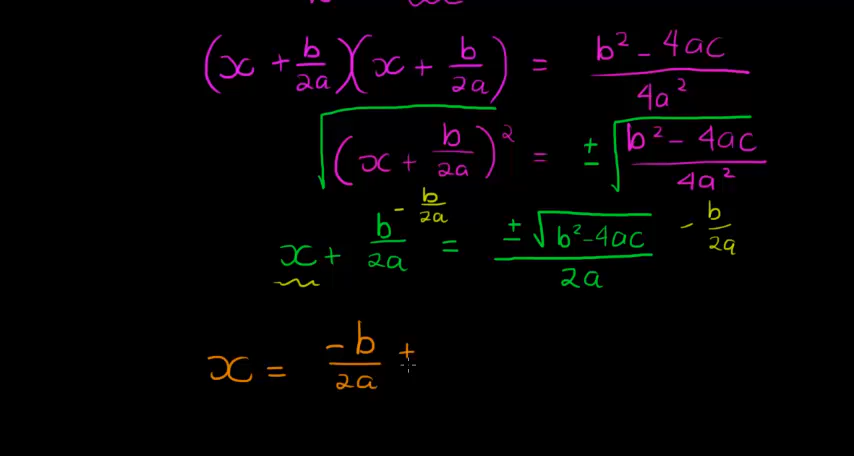 (x + b/2a)(x + b/2a) = b² - 4ac / 4a²
√(x + b/2a)² = ± √(b² - 4ac / 4a²)
x + b/2a - b/2a = ± √b² - 4ac / 2a - b/2a
x = -b/2a +